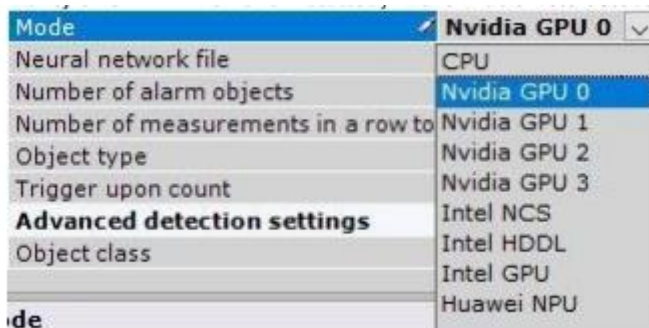 Mode Nvidia GPU 0
Neural network file CPU
Number of alarm objects Nvidia GPU 0
Number of measurements in a row to Nvidia GPU 1
Object type Nvidia GPU 2
Trigger upon count Nvidia GPU 3
Advanced detection settings Intel NCS
Object class Intel HDDL
Intel GPU
Huawei NPU
ode